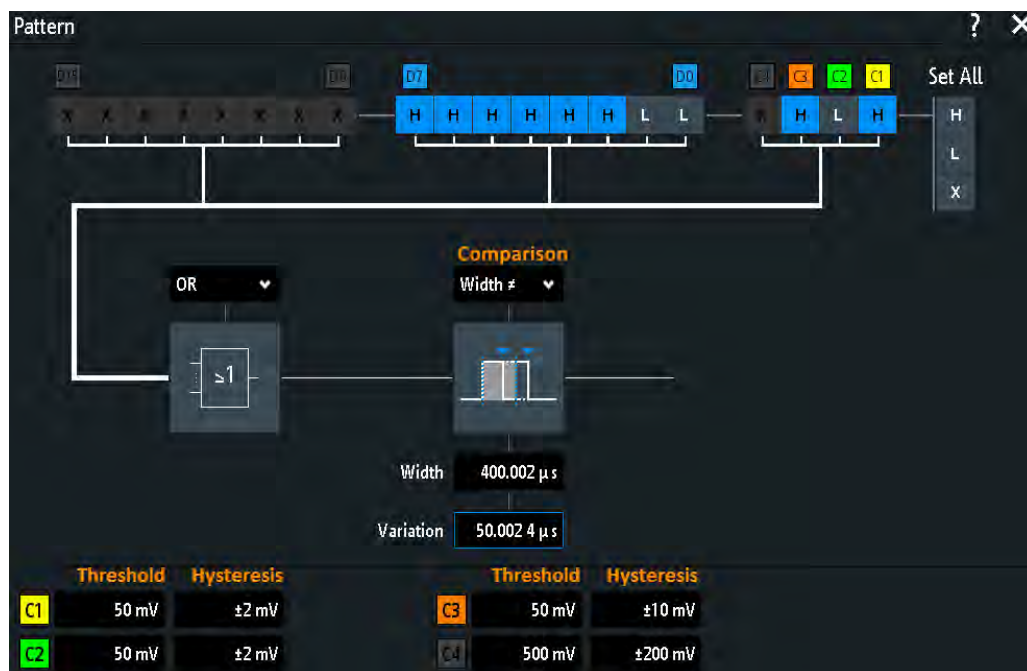 Pattern ? X
D15 D8 D7 D0 C4 C3 C2 C1 Set All
X X X X X X X X H H H H H H L L X H L H H
L
X
Comparison
OR Width ≠
≥1
Width 400.002 µs
Variation 50.002 4 µs
Threshold Hysteresis Threshold Hysteresis
C1 50 mV ±2 mV C3 50 mV ±10 mV
C2 50 mV ±2 mV C4 500 mV ±200 mV